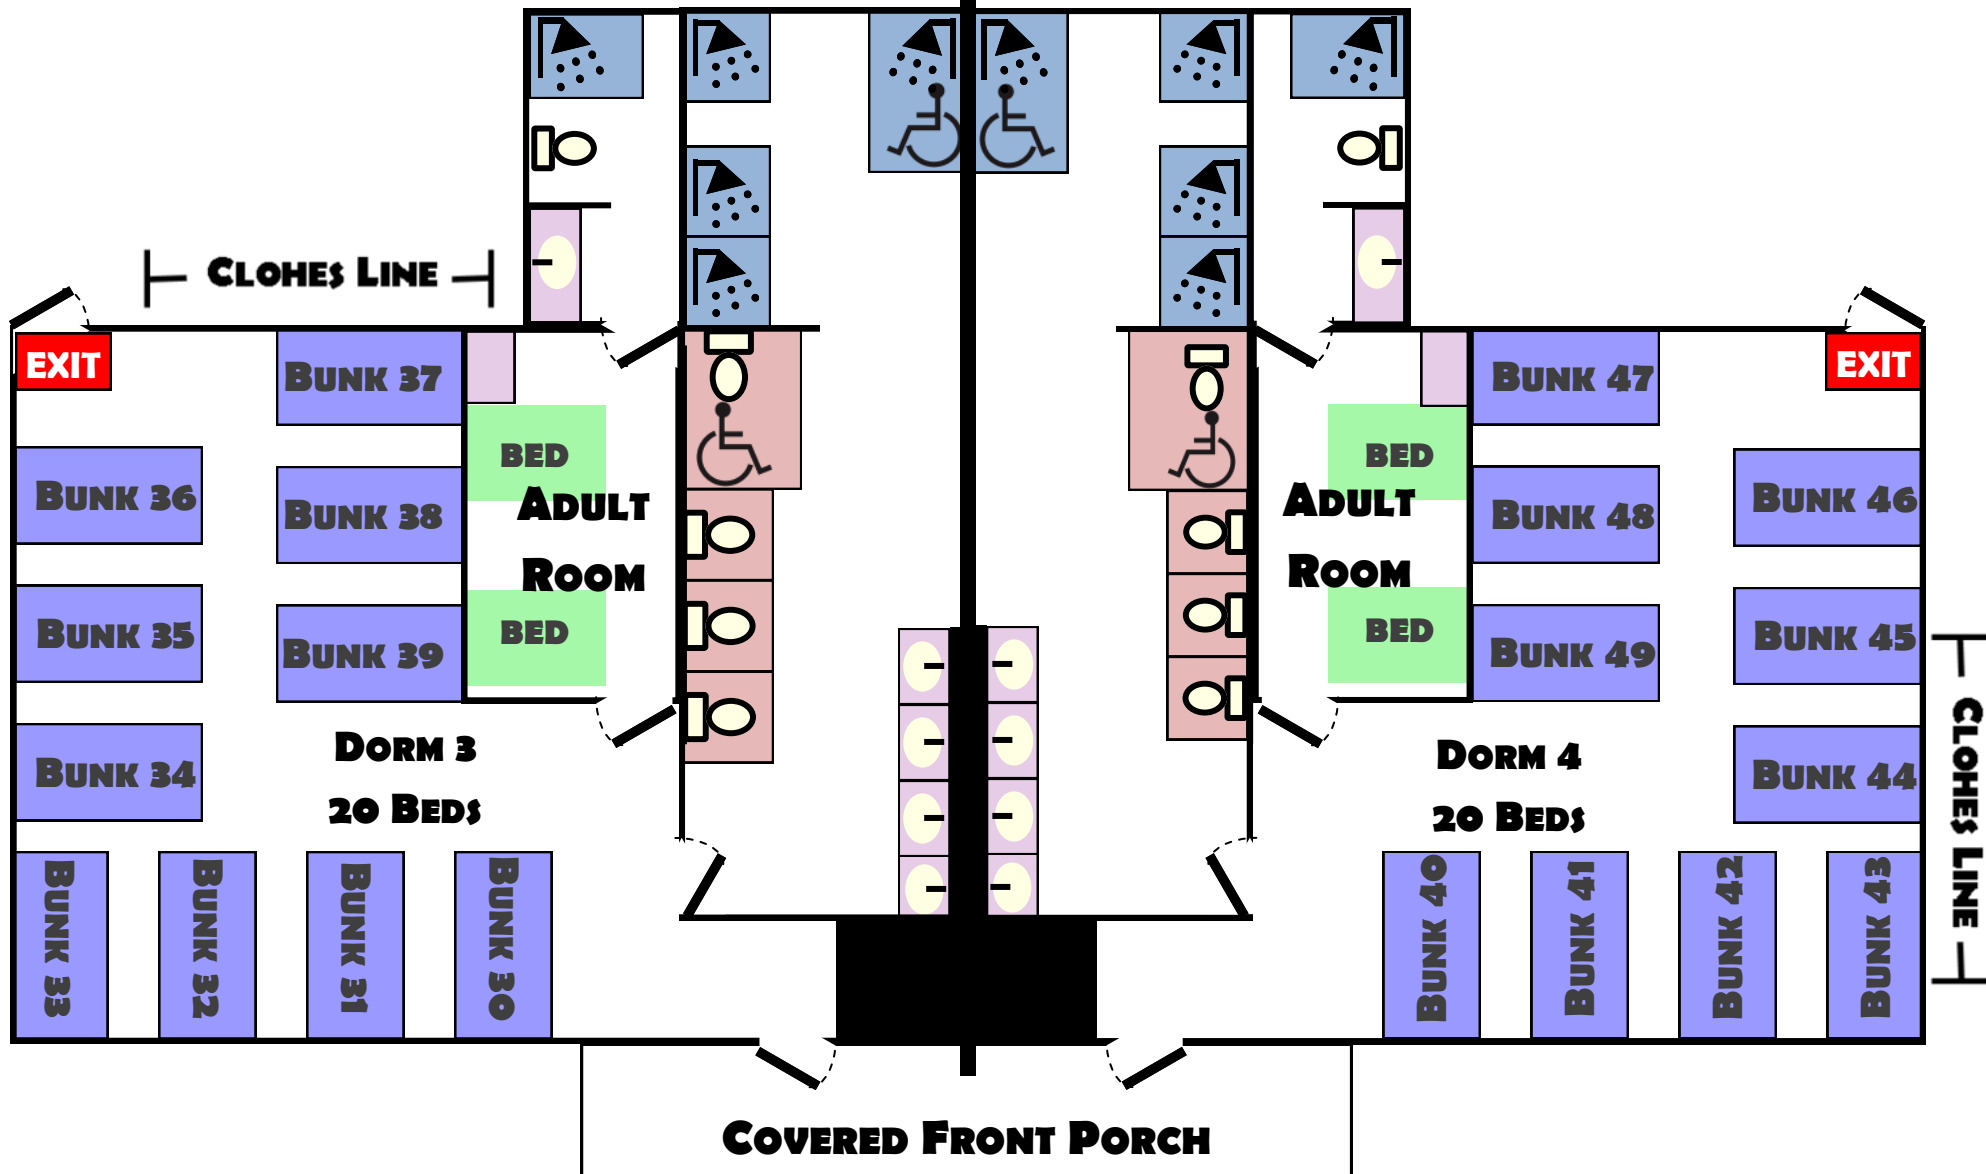 CLOHES LINE
EXIT
BUNK 37
BUNK 47
EXIT
BED
BED
BUNK 36
BUNK 38
ADULT
ROOM
ADULT
ROOM
BUNK 48
BUNK 46
BUNK 35
BUNK 39
BED
BED
BUNK 49
BUNK 45
BUNK 34
DORM 3
20 BEDS
DORM 4
20 BEDS
BUNK 44
CLOHES LINE
BUNK 33
BUNK 32
BUNK 31
BUNK 30
BUNK 40
BUNK 41
BUNK 42
BUNK 43
COVERED FRONT PORCH